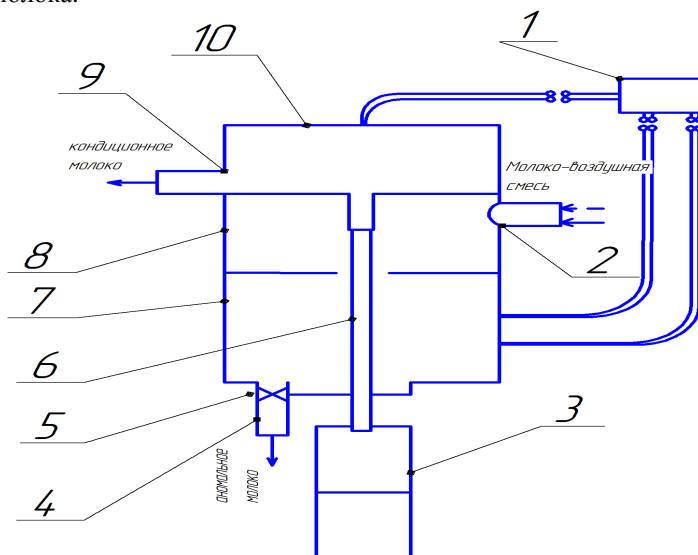 молока.
10
1
9
кондиционное
молоко
Молоко-воздушная
смесь
8
2
7
6
5
3
4
аномальное
молоко